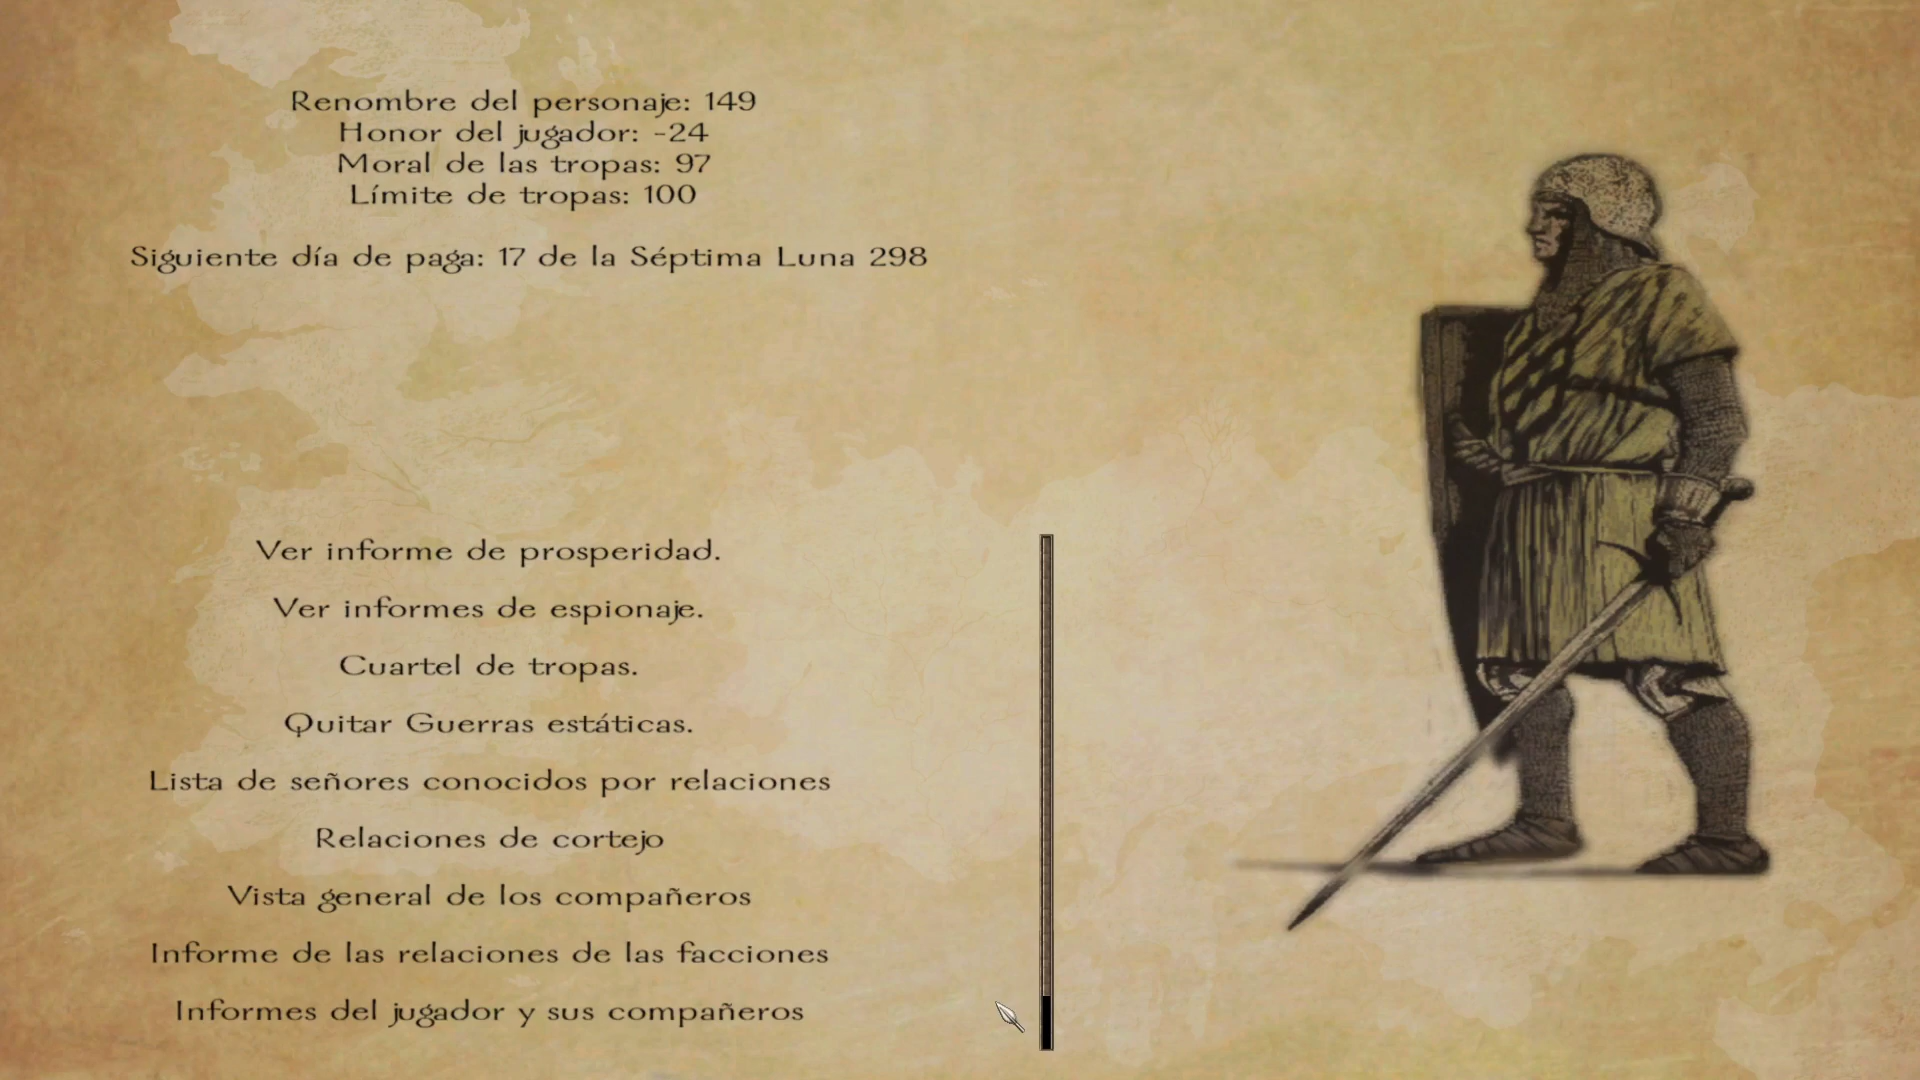 Renombre del personaje: 149
Honor del jugador: -24
Moral de las tropas: 97
Límite de tropas: 100
Siguiente día de paga: 17 de la Séptima Luna 298
Ver informe de prosperidad.
Ver informes de espionaje.
Cuartel de tropas.
Quitar Guerras estáticas.
Lista de señores conocidos por relaciones
Relaciones de cortejo
Vista general de los compañeros
Informe de las relaciones de las facciones
Informes del jugador y sus compañeros